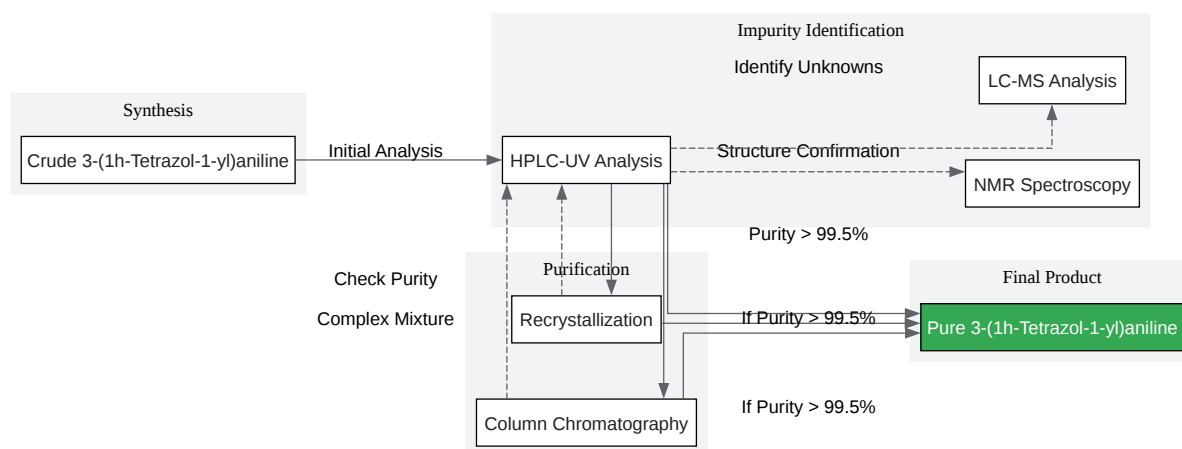 Impurity Identification
Identify Unknowns
LC-MS Analysis
Synthesis
Crude 3-(1h-Tetrazol-1-yl)aniline
Initial Analysis
HPLC-UV Analysis
Structure Confirmation
NMR Spectroscopy
Purity > 99.5%
Purification
Check Purity
Complex Mixture
Recrystallization
If Purity > 99.5%
Final Product
Pure 3-(1h-Tetrazol-1-yl)aniline
Column Chromatography
If Purity > 99.5%